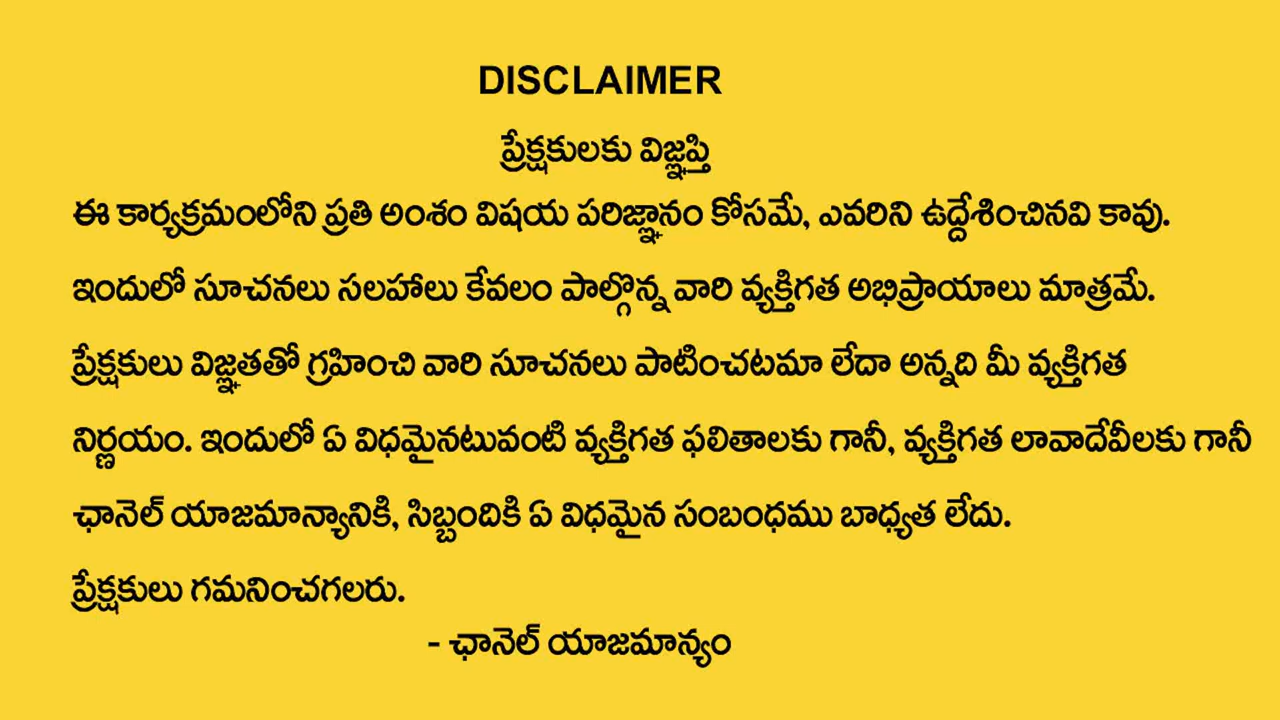 DISCLAIMER
ప్రేక్షకులకు విజ్ఞప్తి
ఈ కార్యక్రమంలోని ప్రతి అంశం విషయ పరిజ్ఞానం కోసమే, ఎవరిని ఉద్దేశించినవి కావు.
ఇందులో సూచనలు సలహాలు కేవలం పాల్గొన్న వారి వ్యక్తిగత అభిప్రాయాలు మాత్రమే.
ప్రేక్షకులు విజ్ఞతతో గ్రహించి వారి సూచనలు పాటించటమా లేదా అన్నది మీ వ్యక్తిగత
నిర్ణయం. ఇందులో ఏ విధమైనటువంటి వ్యక్తిగత ఫలితాలకు గానీ, వ్యక్తిగత లావాదేవీలకు గానీ
ఛానెల్ యాజమాన్యానికి, సిబ్బందికి ఏ విధమైన సంబంధము బాధ్యత లేదు.
ప్రేక్షకులు గమనించగలరు.
- ఛానెల్ యాజమాన్యం